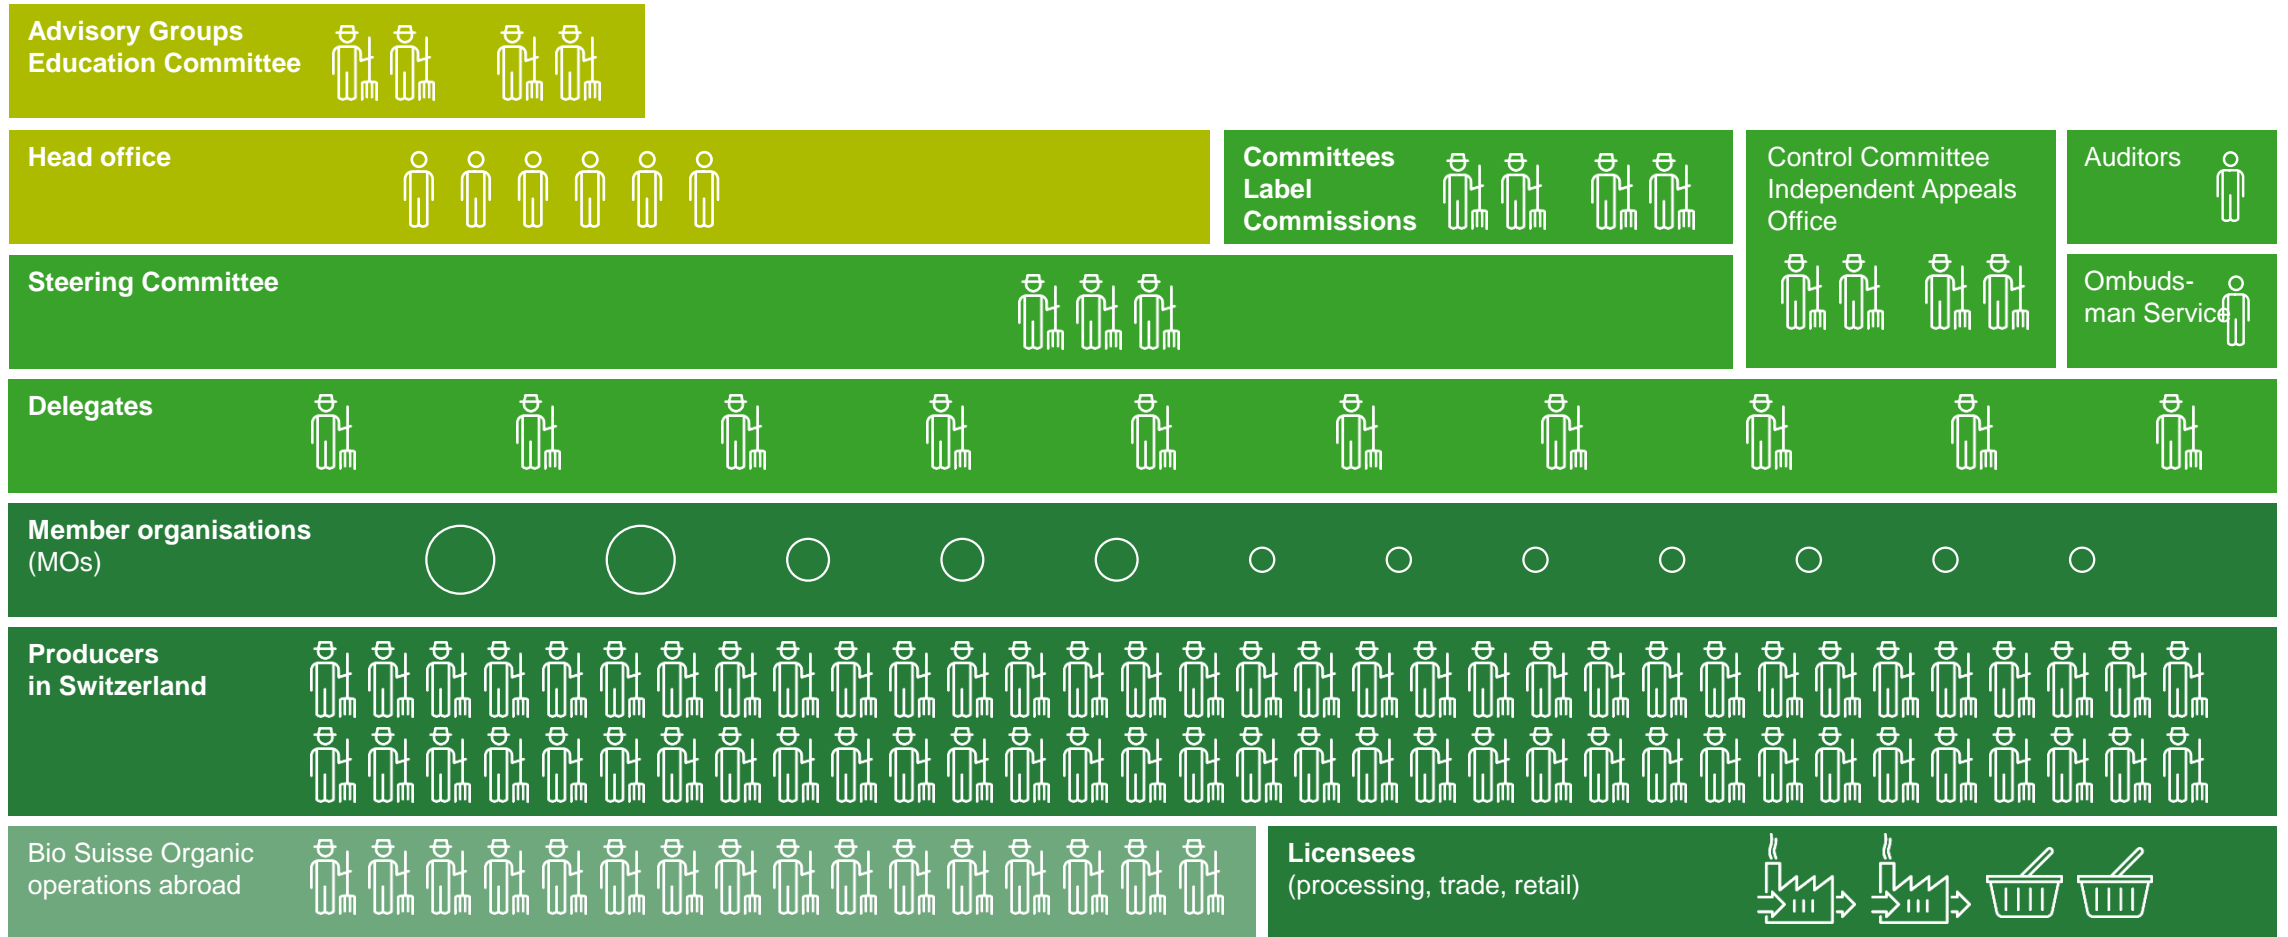 Advisory Groups
Education Committee
Head office
Committees
Label
Commissions
Control Committee
Independent Appeals
Office
Auditors
Steering Committee
Ombuds-
man Service
Delegates
Member organisations
(MOs)
Producers
in Switzerland
Bio Suisse Organic
operations abroad
Licensees
(processing, trade, retail)